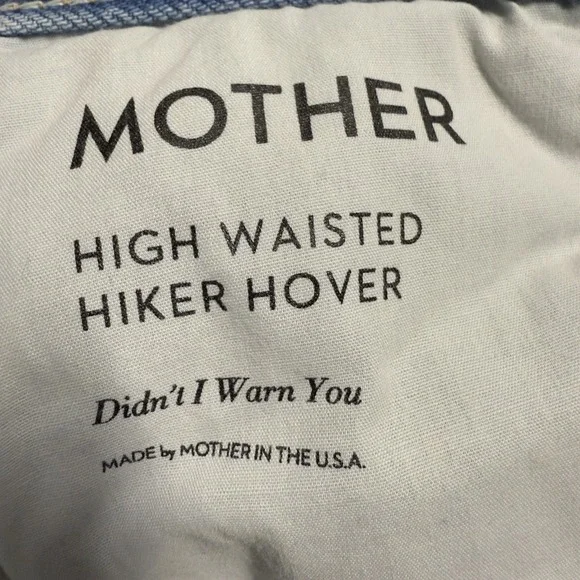 MOTHER
HIGH WAISTED
HIKER HOVER
Didn't I Warn You
MADE by MOTHER IN THE U.S.A.